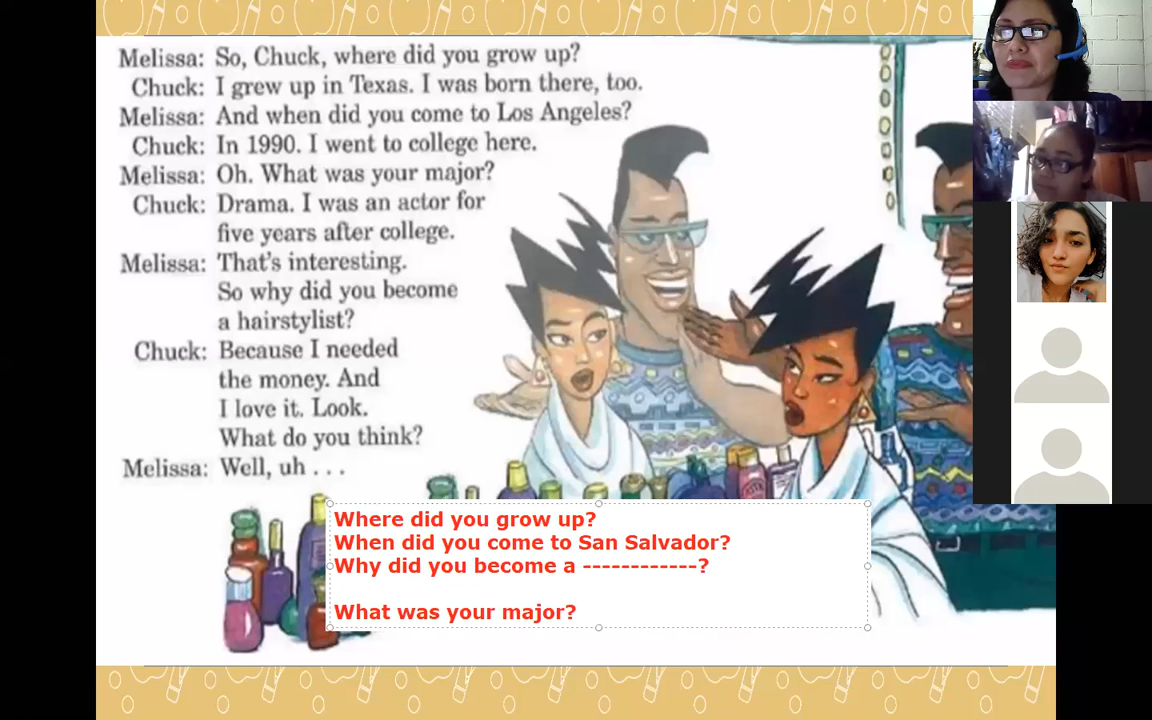 Melissa: So, Chuck, where did you grow up?
Chuck: I grew up in Texas. I was born there, too.
Melissa: And when did you come to Los Angeles?
Chuck: In 1990. I went to college here.
Melissa: Oh. What was your major?
Chuck: Drama. I was an actor for
five years after college.
Melissa: That's interesting.
So why did you become
a hairstylist?
Chuck: Because I needed
the money. And
I love it. Look.
What do you think?
Melissa: Well, uh . . .
Where did you grow up?
When did you come to San Salvador?
Why did you become a ------------?
What was your major?